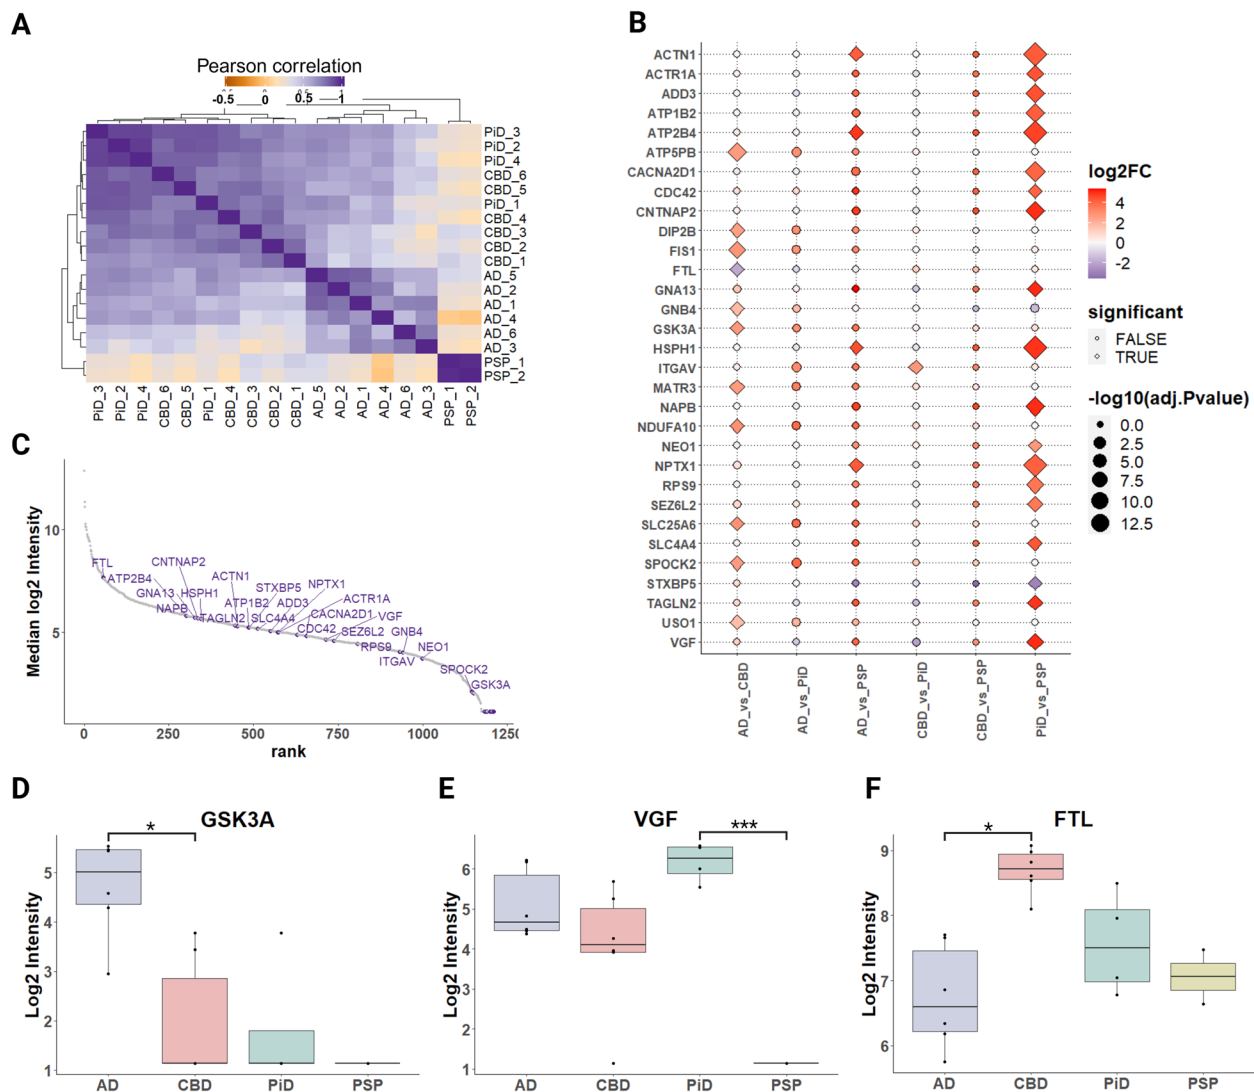 A
Pearson correlation
-0.5 0 0.5 1
PiD_3
PiD_2
PiD_4
CBD_6
CBD_5
PiD_1
CBD_4
CBD_3
CBD_2
CBD_1
AD_5
AD_2
AD_1
AD_4
AD_6
AD_3
PSP_1
PSP_2
PiD_3 PiD_2 PiD_4 CBD_6 CBD_5 PiD_1 CBD_4 CBD_3 CBD_2 CBD_1 AD_5 AD_2 AD_1 AD_4 AD_6 AD_3 PSP_1 PSP_2
B
ACTN1
ACTR1A
ADD3
ATP1B2
ATP2B4
ATP5PB
CACNA2D1
CDC42
CNTNAP2
DIP2B
FIS1
FTL
GNA13
GNB4
GSK3A
HSPH1
ITGAV
MATR3
NAPB
NDUFA10
NEO1
NPTX1
RPS9
SEZ6L2
SLC25A6
SLC4A4
SPOCK2
STXBP5
TAGLN2
USO1
VGF
AD_vs_CBD AD_vs_PiD AD_vs_PSP CBD_vs_PiD CBD_vs_PSP PiD_vs_PSP
log2FC
4
2
0
-2
significant
FALSE
TRUE
-log10(adj.Pvalue)
0.0
2.5
5.0
7.5
10.0
12.5
C
Median log2 Intensity
10
5
FTL
CNTNAP2
ATP2B4
ACTN1
GNA13 HSPH1
STXBP5
NPTX1
NAPB
ATP1B2 ADD3
ACTR1A
TAGLN2 SLC4A4
CACNA2D1
VGF
CDC42
SEZ6L2
GNB4
RPS9
NEO1
ITGAV
SPOCK2
GSK3A
0 250 500 750 1000 1250
rank
D
GSK3A
*
Log2 Intensity
5
4
3
2
1
AD CBD PiD PSP
E
VGF
***
Log2 Intensity
6
5
4
3
2
1
AD CBD PiD PSP
F
FTL
*
Log2 Intensity
9
8
7
6
AD CBD PiD PSP